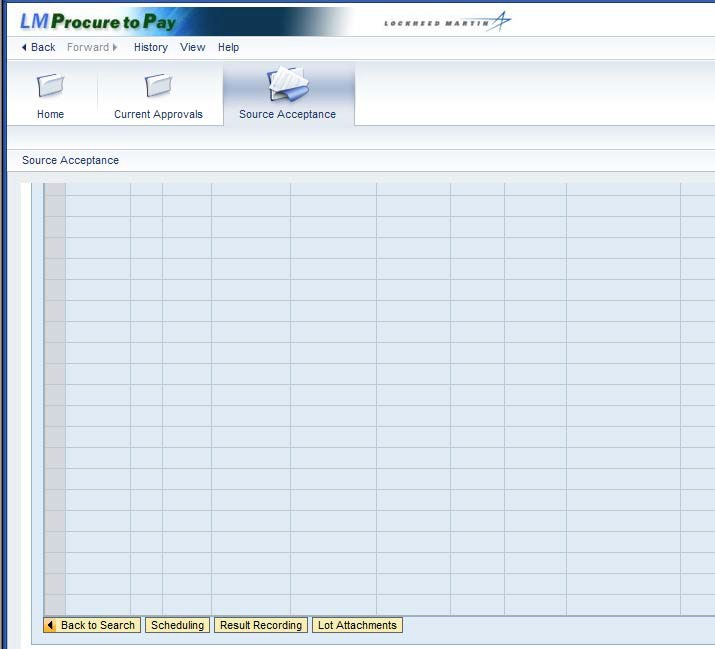 LM Procure to Pay LOCKHEED MARTIN
Back Forward History View Help
Home Current Approvals Source Acceptance
Source Acceptance
Back to Search Scheduling Result Recording Lot Attachments